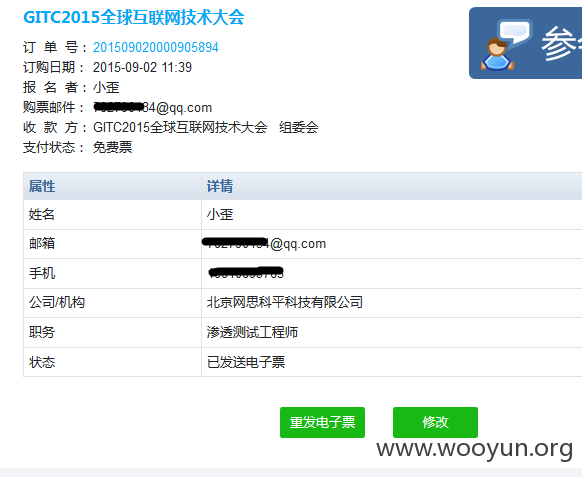 GITC2015全球互联网技术大会
订 单 号： 201509020000905894
订购日期： 2015-09-02 11:39
报 名 者： 小歪
购票邮件： @qq.com
收 款 方： GITC2015全球互联网技术大会 组委会
支付状态： 免费票
参
属性 详情
姓名 小歪
邮箱 @qq.com
手机
公司/机构 北京网思科平科技有限公司
职务 渗透测试工程师
状态 已发送电子票
重发电子票 修改
www.wooyun.org